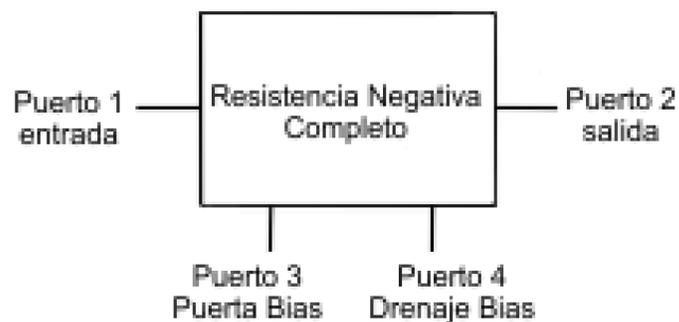 Puerto 1
entrada
Resistencia Negativa
Completo
Puerto 2
salida
Puerto 3
Puerta Bias
Puerto 4
Drenaje Bias